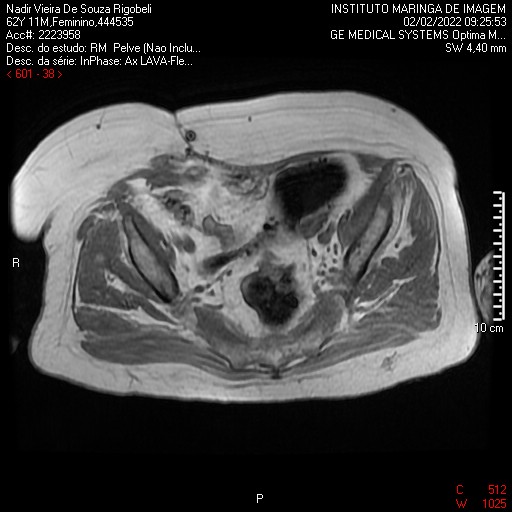 Nadir Vieira De Souza Rigobeli
62Y 11M,Feminino,444535
Acc#: 2223958
Desc. do estudo: RM  Pelve (Nao Inclu...
Desc. da série: InPhase: Ax LAVA-Fle...
< 601 - 38 >
INSTITUTO MARINGA DE IMAGEM
02/02/2022 09:25:53
GE MEDICAL SYSTEMS Optima M...
SW 4,40 mm
R
10 cm
P
C 512
W 1025